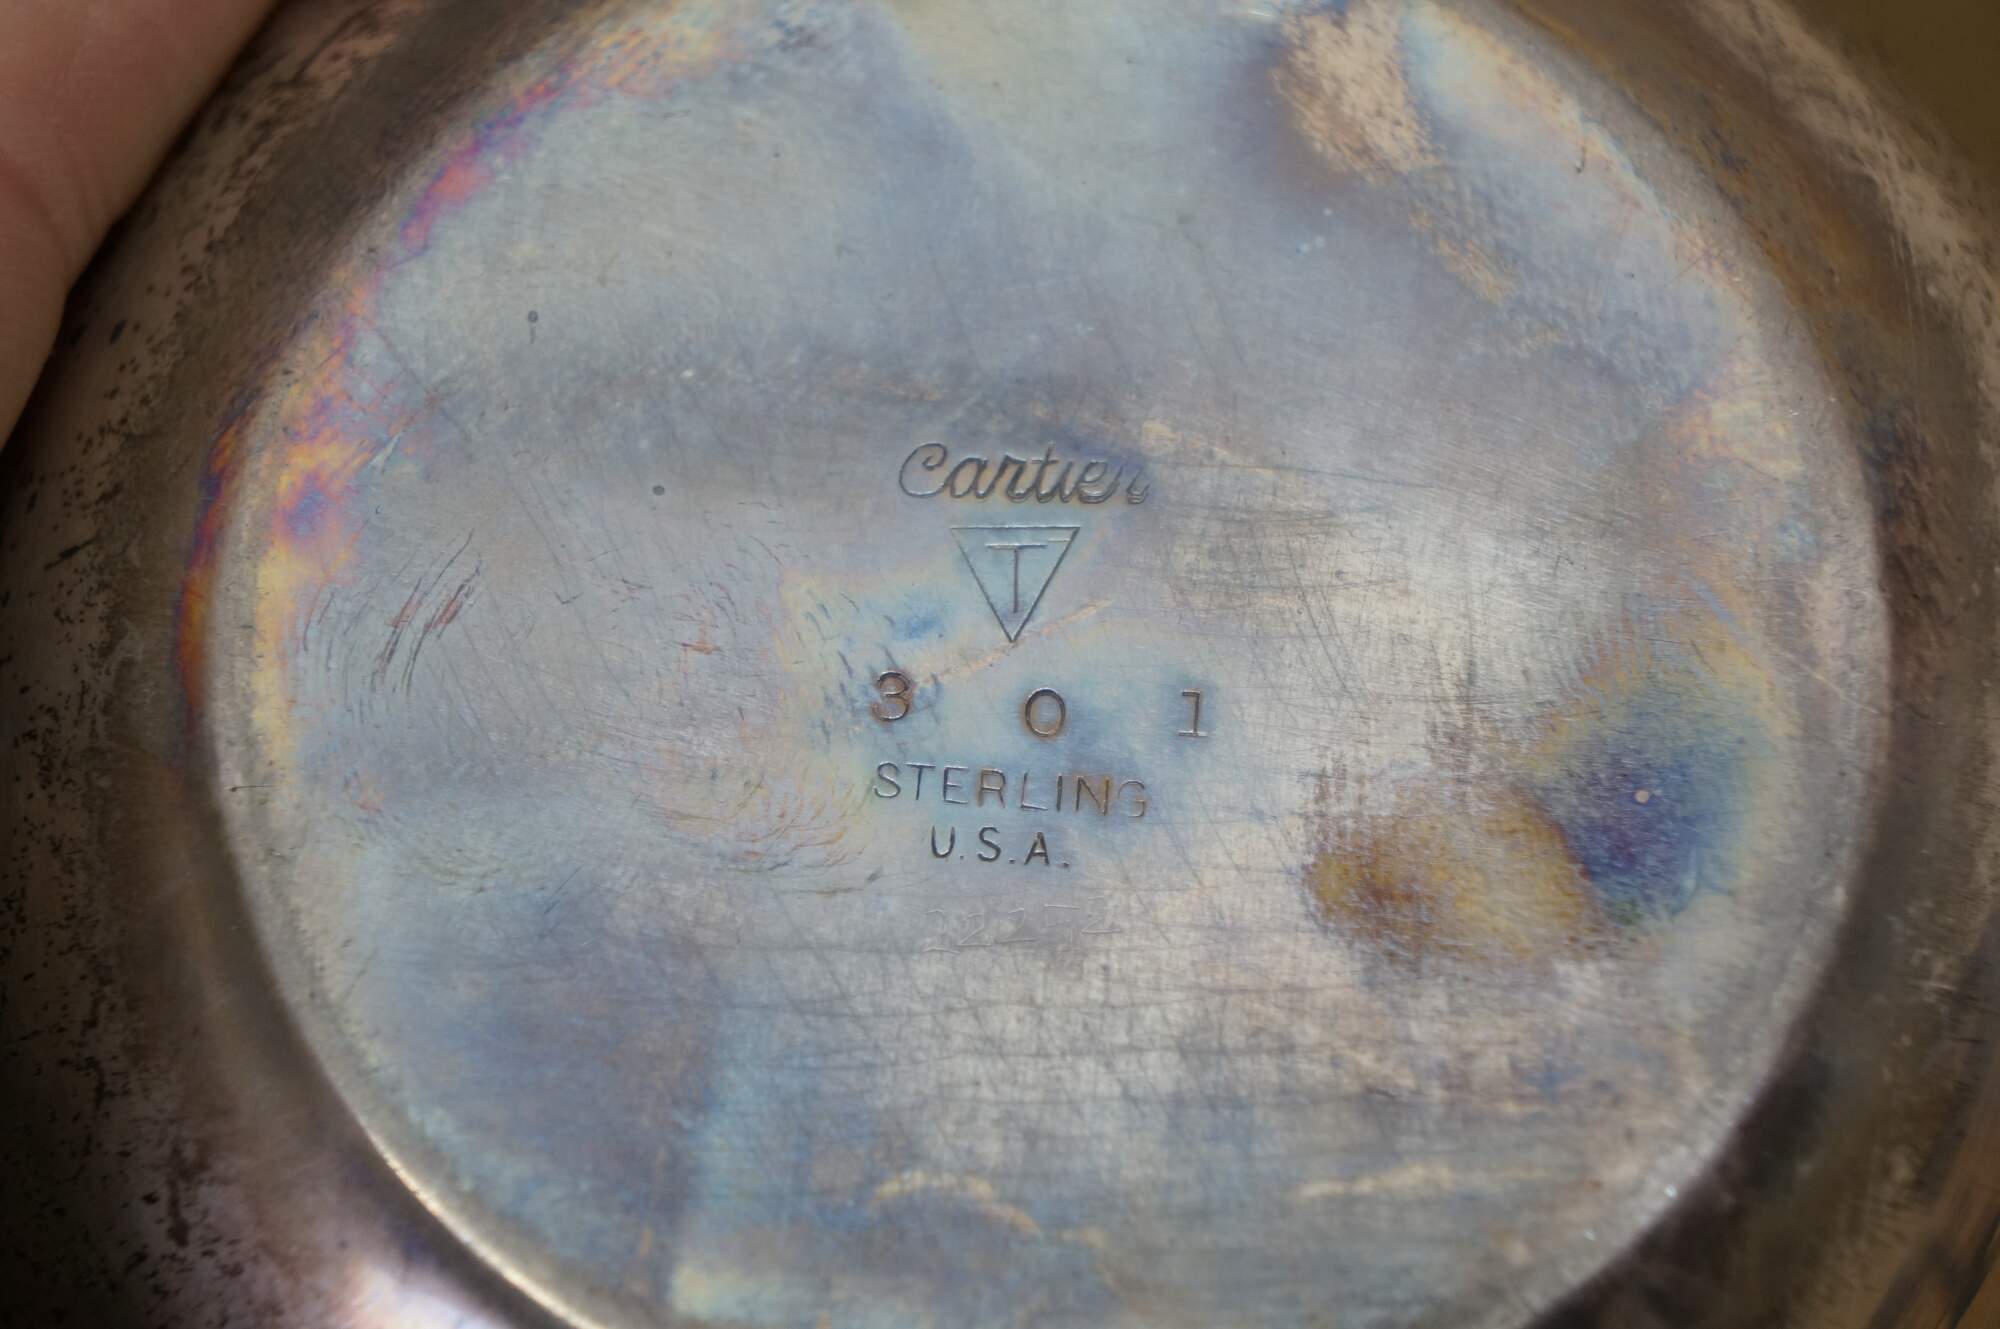 Cartier
T
3 0 1
STERLING
U.S.A.